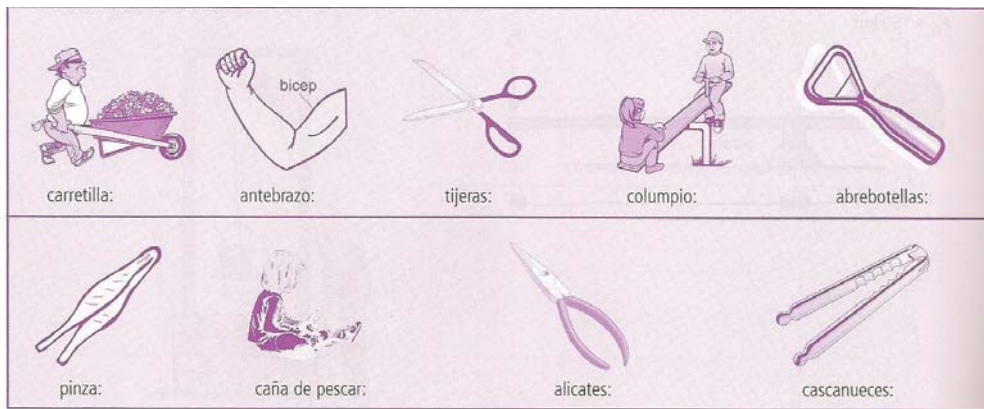 bicep
carretilla: antebrazo: tijeras: columpio: abrebotellas:
pinza: caña de pescar: alicates: cascanueces: